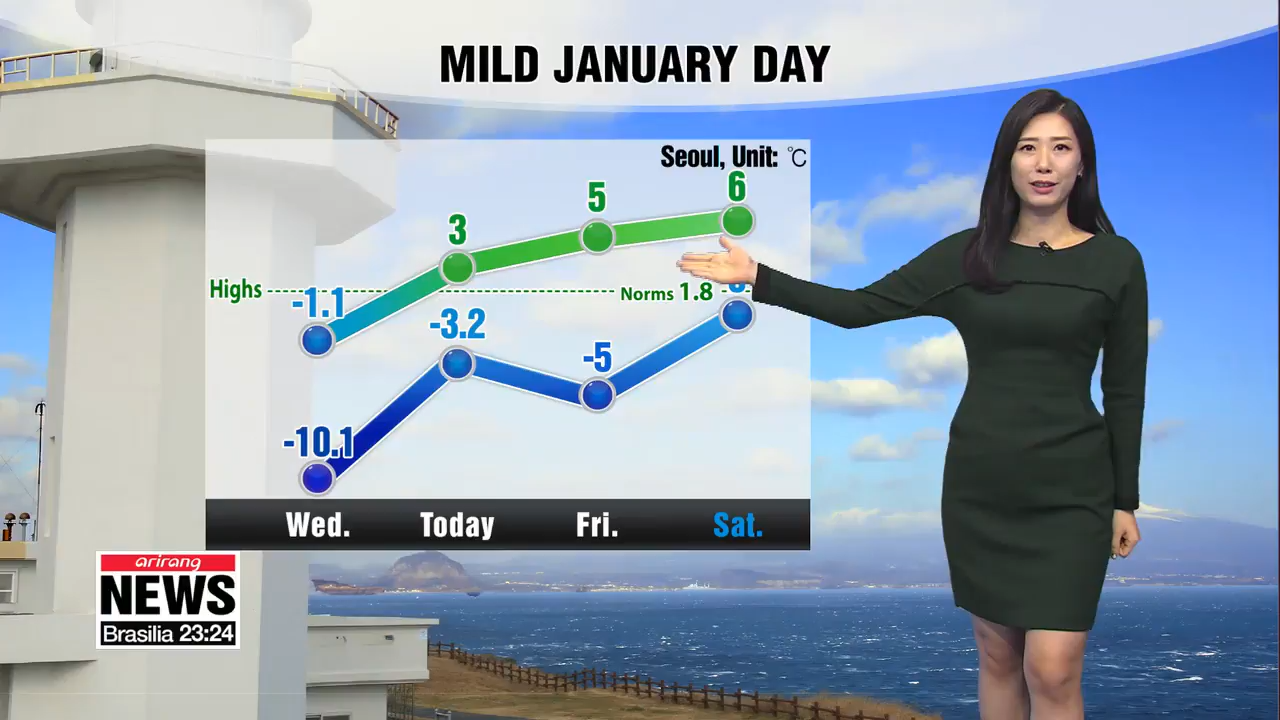 MILD JANUARY DAY
Seoul, Unit: ℃
3
5
6
Highs
-1.1
-3.2
Norms 1.8
-5
-10.1
Wed.
Today
Fri.
Sat.
arirang
NEWS
Brasilia 23:24